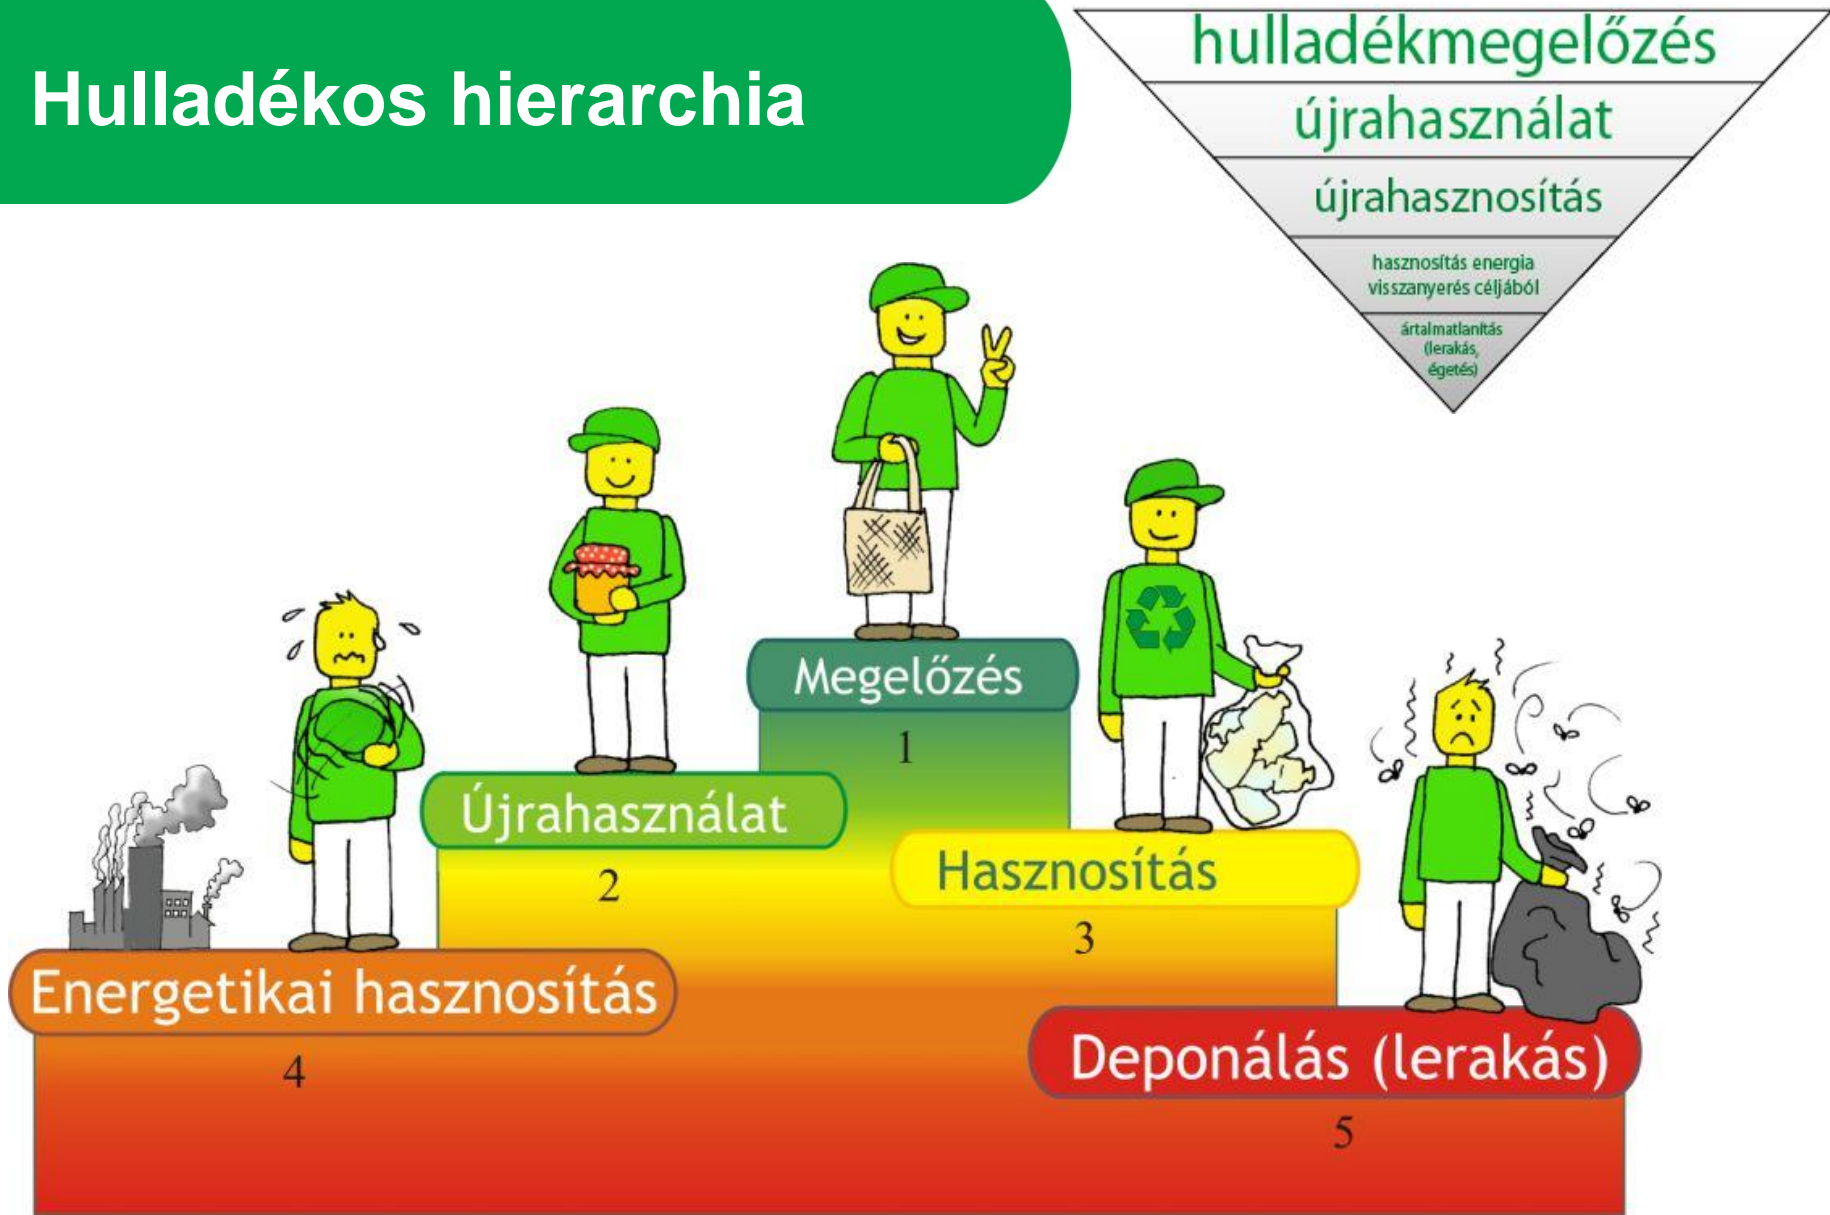 Hulladékos hierarchia
hulladékmegelőzés
újrahasználat
újrahasznosítás
hasznosítás energia
visszanyerés céljából
ártalmatlanítás
(lerakás,
égetés)
Megelőzés
1
Újrahasználat
2
Hasznosítás
3
Energetikai hasznosítás
4
Deponálás (lerakás)
5